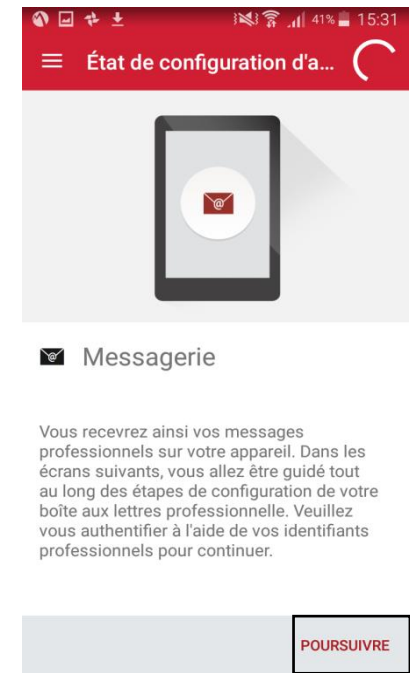 41% 15:31
État de configuration d'a...
@
@ Messagerie
Vous recevrez ainsi vos messages
professionnels sur votre appareil. Dans les
écrans suivants, vous allez être guidé tout
au long des étapes de configuration de votre
boîte aux lettres professionnelle. Veuillez
vous authentifier à l'aide de vos identifiants
professionnels pour continuer.
POURSUIVRE